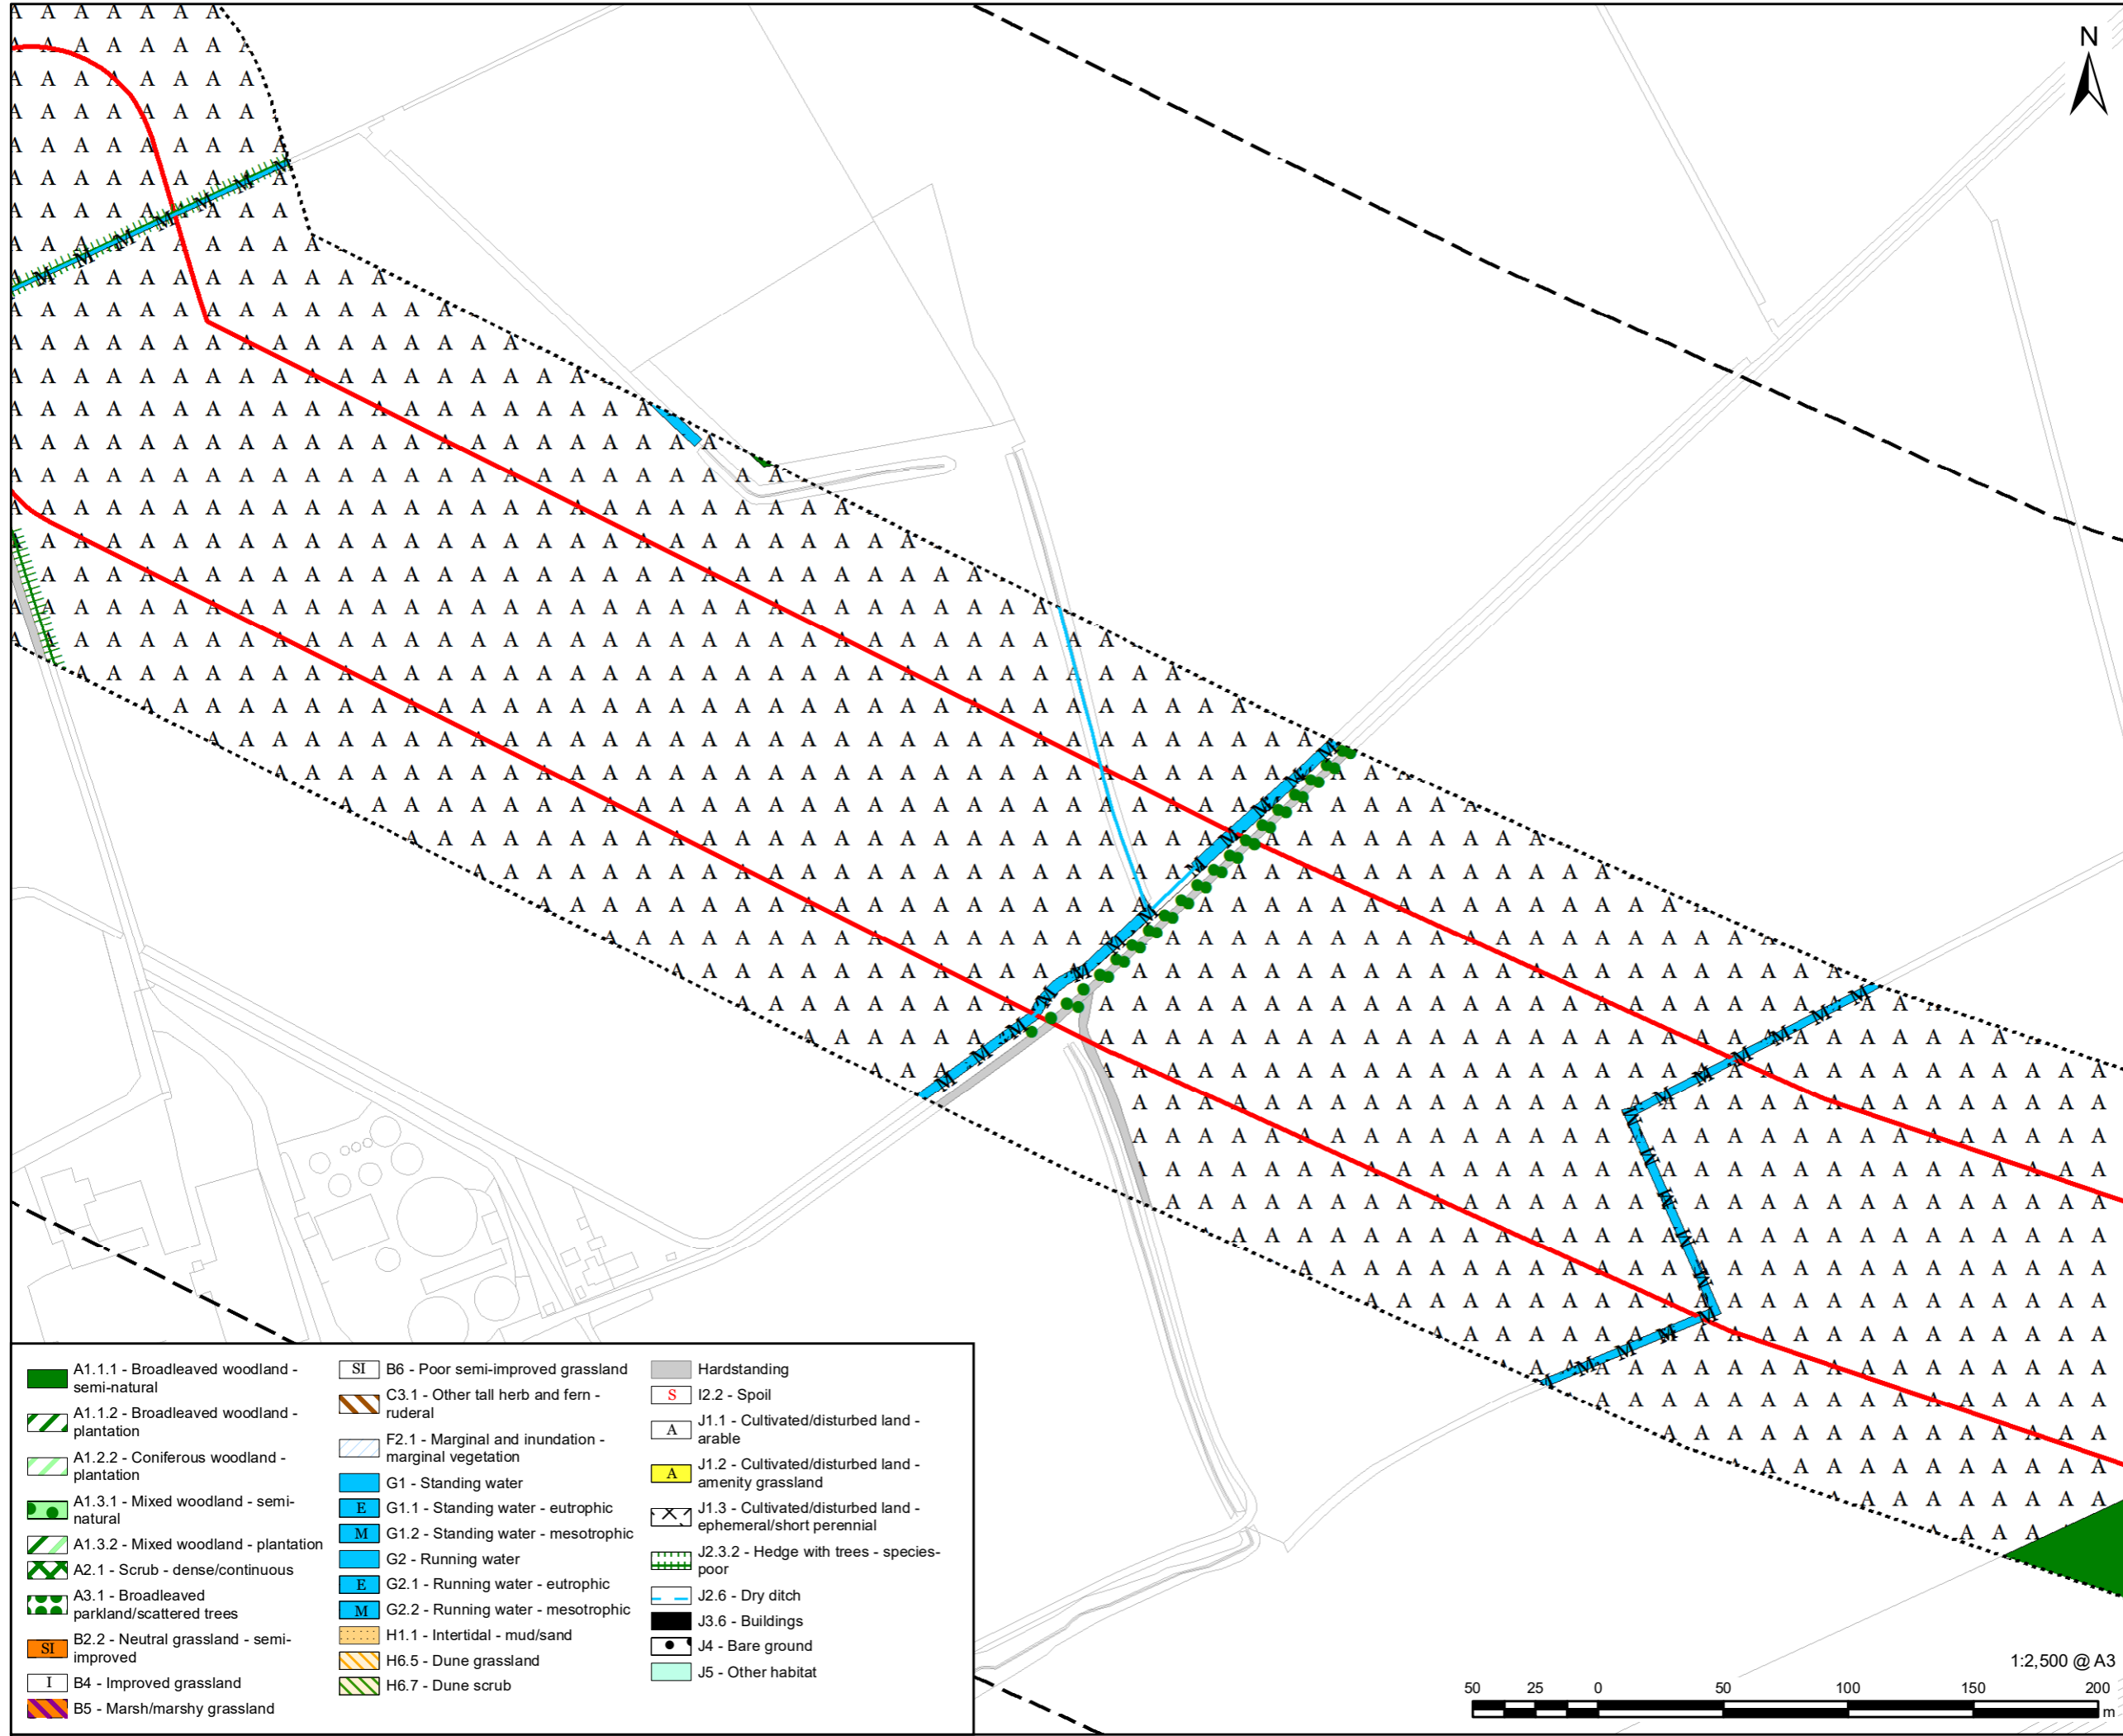 N
A1.1.1 - Broadleaved woodland -
semi-natural
A1.1.2 - Broadleaved woodland -
plantation
A1.2.2 - Coniferous woodland -
plantation
A1.3.1 - Mixed woodland - semi-
natural
A1.3.2 - Mixed woodland - plantation
A2.1 - Scrub - dense/continuous
A3.1 - Broadleaved
parkland/scattered trees
SI B2.2 - Neutral grassland - semi-
improved
I B4 - Improved grassland
B5 - Marsh/marshy grassland
SI B6 - Poor semi-improved grassland
C3.1 - Other tall herb and fern -
ruderal
F2.1 - Marginal and inundation -
marginal vegetation
G1 - Standing water
E G1.1 - Standing water - eutrophic
M G1.2 - Standing water - mesotrophic
G2 - Running water
E G2.1 - Running water - eutrophic
M G2.2 - Running water - mesotrophic
H1.1 - Intertidal - mud/sand
H6.5 - Dune grassland
H6.7 - Dune scrub
Hardstanding
S I2.2 - Spoil
A J1.1 - Cultivated/disturbed land -
arable
A J1.2 - Cultivated/disturbed land -
amenity grassland
J1.3 - Cultivated/disturbed land -
ephemeral/short perennial
J2.3.2 - Hedge with trees - species-
poor
J2.6 - Dry ditch
J3.6 - Buildings
J4 - Bare ground
J5 - Other habitat
1:2,500 @ A3
50 25 0 50 100 150 200
m